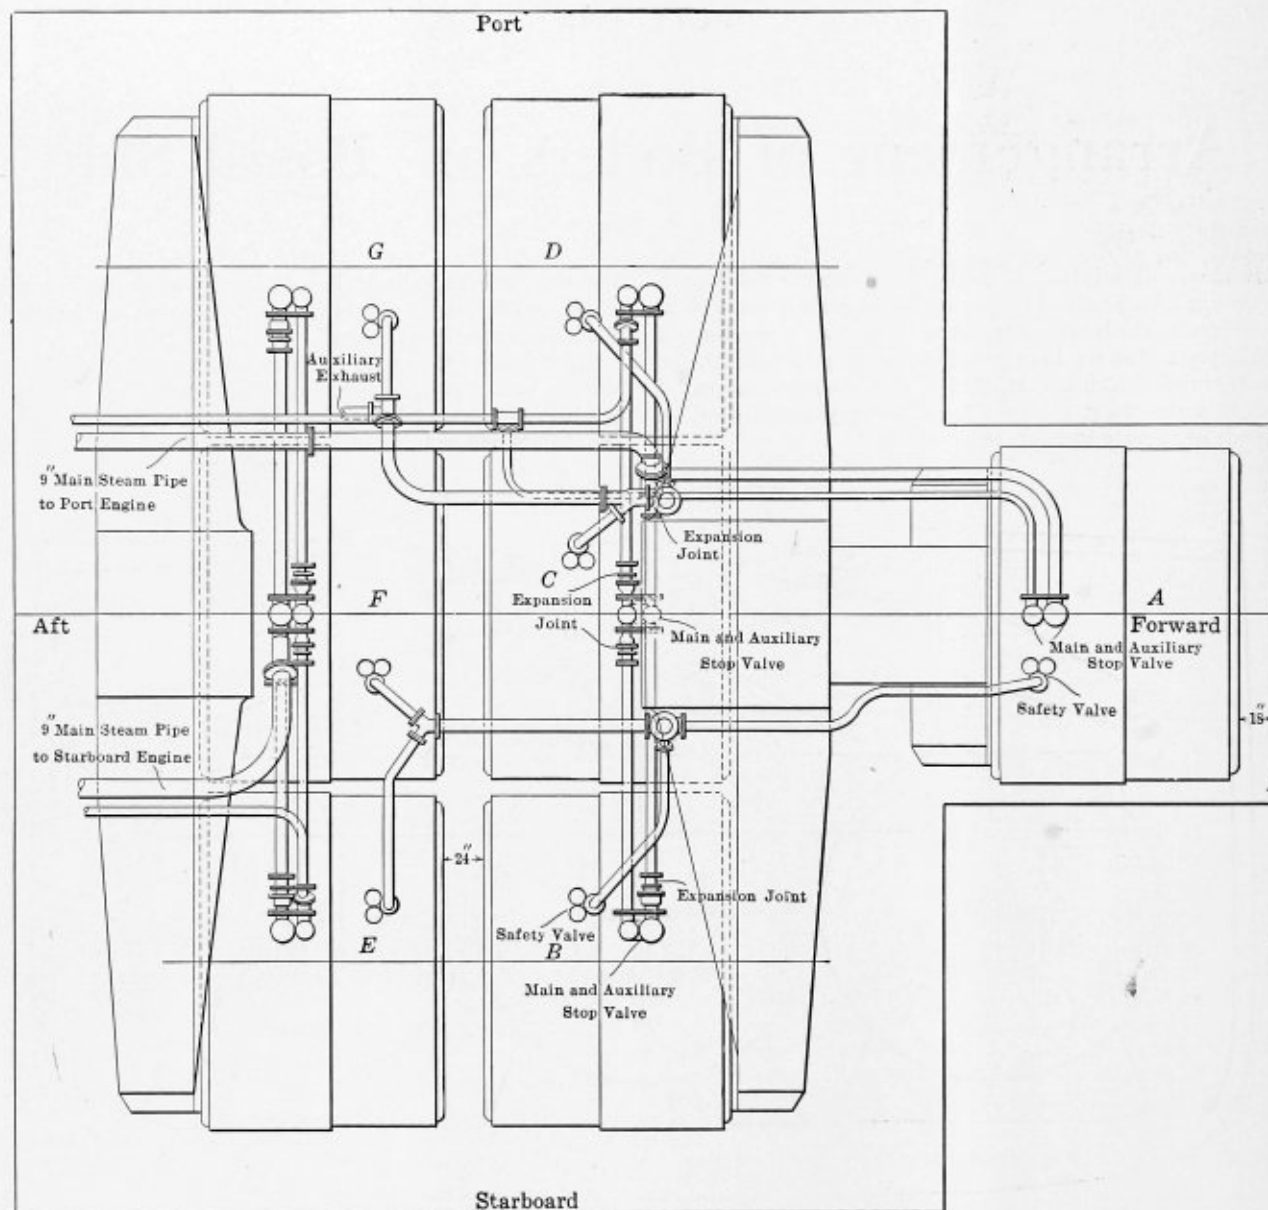 Port
G
D
Auxiliary
Exhaust
9" Main Steam Pipe
to Port Engine
Expansion
Joint
C
F
Expansion
Joint
A
Aft
Forward
Main and Auxiliary
Stop Valve
Main and Auxiliary
Stop Valve
Safety Valve
18"
9" Main Steam Pipe
to Starboard Engine
24"
Expansion Joint
Safety Valve
E
B
Main and Auxiliary
Stop Valve
Starboard